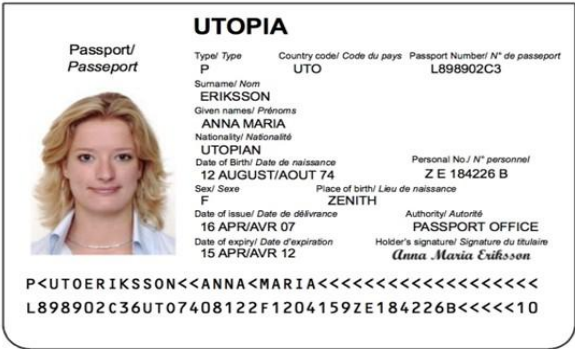 UTOPIA
Passport/
Passeport
Type/ Type Country code/ Code du pays Passport Number/ N° de passeport
P UTO L898902C3
Surname/ Nom
ERIKSSON
Given names/ Prénoms
ANNA MARIA
Nationality/ Nationalité
UTOPIAN
Date of Birth/ Date de naissance Personal No./ N° personnel
12 AUGUST/AOUT 74 Z E 184226 B
Sex/ Sexe Place of birth/ Lieu de naissance
F ZENITH
Date of issue/ Date de délivrance Authority/ Autorité
16 APR/AVR 07 PASSPORT OFFICE
Date of expiry/ Date d'expiration Holder's signature/ Signature du titulaire
15 APR/AVR 12 Anna Maria Eriksson
P<UTOERIKSSON<<ANNA<MARIA<<<<<<<<<<<<<<<<<<<
L898902C36UTO7408122F1204159ZE184226B<<<<<10